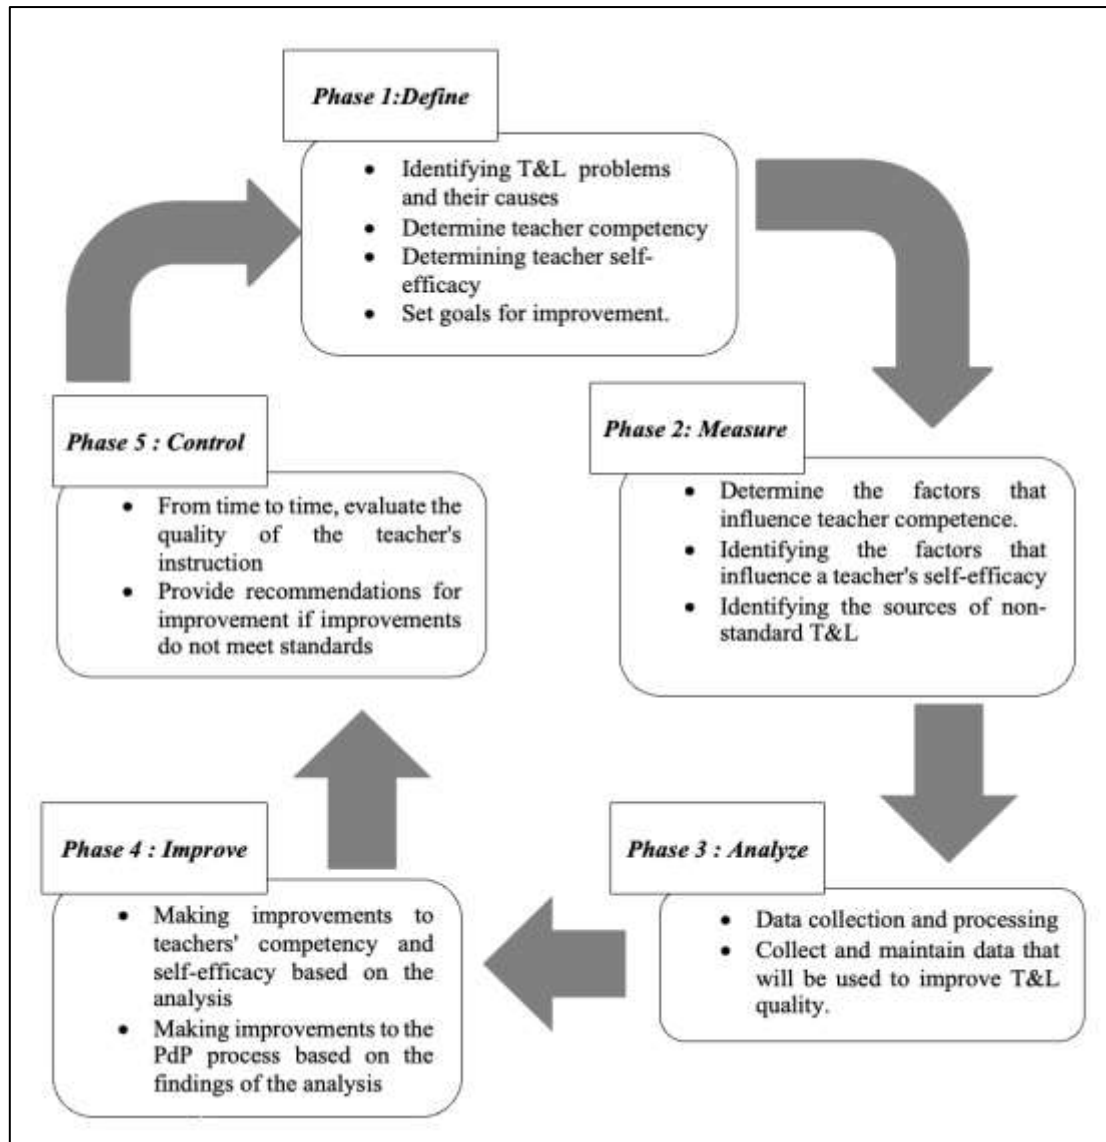 Phase 1:Define
• Identifying T&L problems
and their causes
• Determine teacher competency
• Determining teacher self-
efficacy
• Set goals for improvement.
Phase 2: Measure
• Determine the factors that
influence teacher competence.
• Identifying the factors that
influence a teacher's self-efficacy
• Identifying the sources of non-
standard T&L
Phase 3 : Analyze
• Data collection and processing
• Collect and maintain data that
will be used to improve T&L
quality.
Phase 4 : Improve
• Making improvements to
teachers' competency and
self-efficacy based on the
analysis
• Making improvements to the
PdP process based on the
findings of the analysis
Phase 5 : Control
• From time to time, evaluate the
quality of the teacher's
instruction
• Provide recommendations for
improvement if improvements
do not meet standards